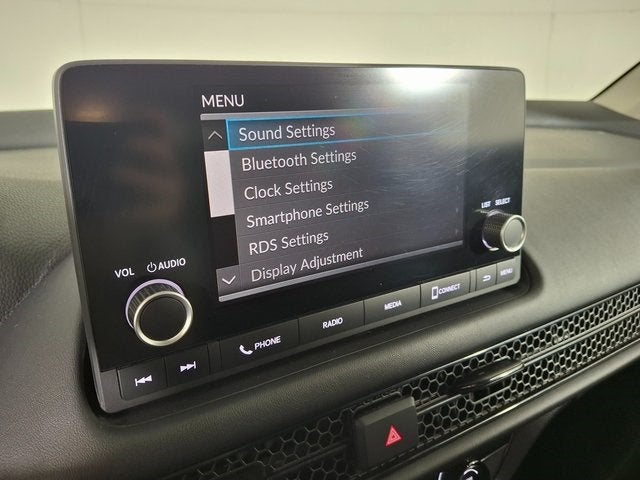 MENU
Sound Settings
Bluetooth Settings
Clock Settings
Smartphone Settings
RDS Settings
Display Adjustment
VOL AUDIO
LIST SELECT
PHONE
RADIO
MEDIA
CONNECT
MENU